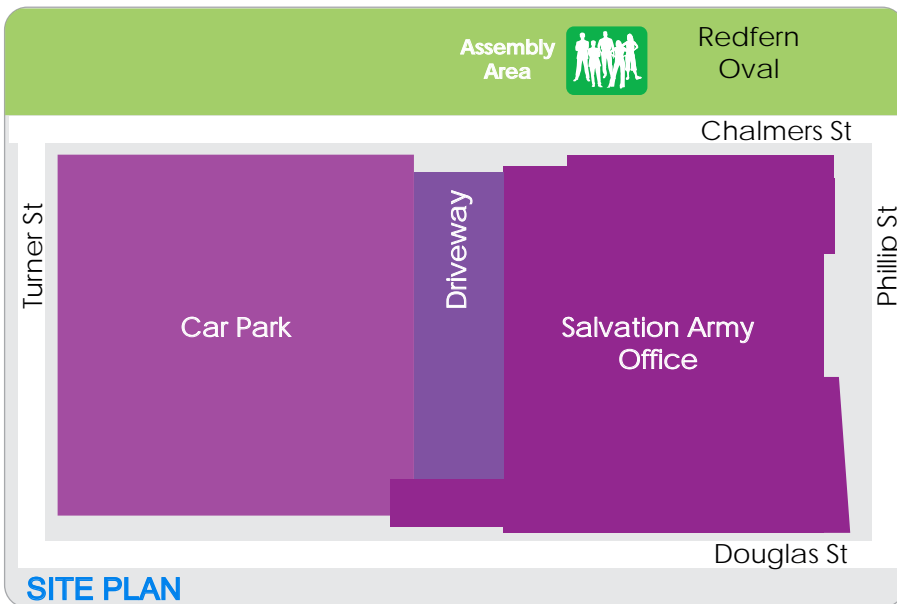 Assembly
Area
Redfern
Oval
Chalmers St
Turner St
Driveway
Phillip St
Car Park
Salvation Army
Office
Douglas St
SITE PLAN